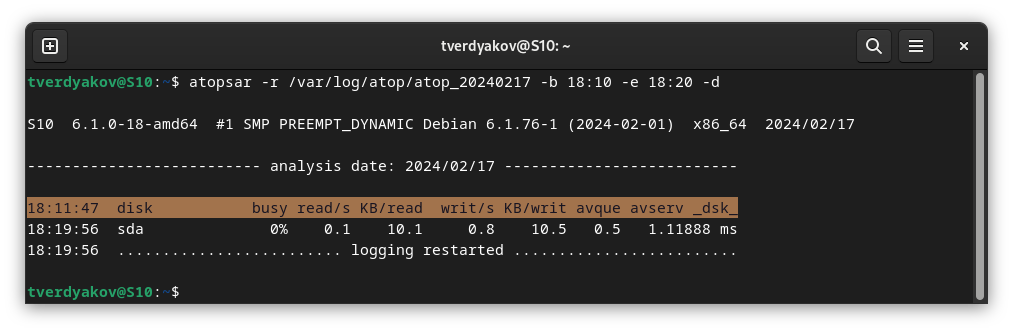 tverdyakov@S10: ~
tverdyakov@S10:~$ atopsar -r /var/log/atop/atop_20240217 -b 18:10 -e 18:20 -d
S10  6.1.0-18-amd64  #1 SMP PREEMPT_DYNAMIC Debian 6.1.76-1 (2024-02-01)  x86_64  2024/02/17
-------------------------- analysis date: 2024/02/17 --------------------------
18:11:47  disk           busy read/s KB/read  writ/s KB/writ avque avserv _dsk_
18:19:56  sda              0%    0.1    10.1     0.8    10.5   0.5   1.11888 ms
18:19:56  ......................... logging restarted .........................
tverdyakov@S10:~$